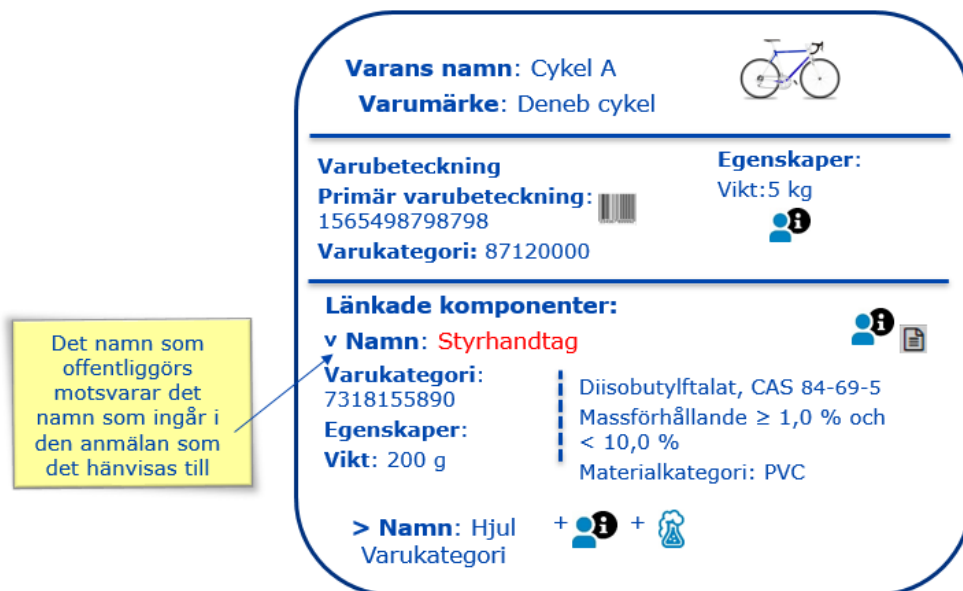 Varans namn: Cykel A
Varumärke: Deneb cykel
Varubeteckning
Primär varubeteckning:
1565498798798
Varukategori: 87120000
Egenskaper:
Vikt:5 kg
Länkade komponenter:
v Namn: Styrhandtag
Varukategori:
7318155890
Egenskaper:
Vikt: 200 g
Diisobutylftalat, CAS 84-69-5
Massförhållande ≥ 1,0 % och
< 10,0 %
Materialkategori: PVC
> Namn: Hjul
Varukategori
+ +
Det namn som
offentliggörs
motsvarar det
namn som ingår i
den anmälan som
det hänvisas till